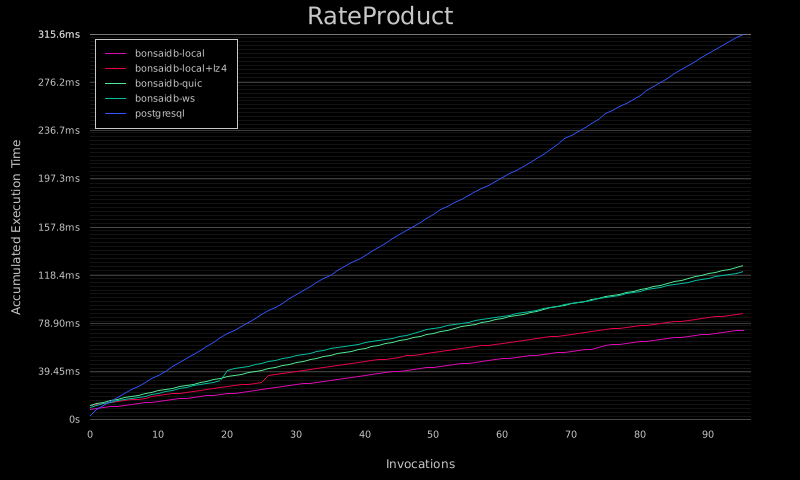 RateProduct
315.6ms
276.2ms
236.7ms
197.3ms
157.8ms
118.4ms
78.90ms
39.45ms
0s
Accumulated Execution Time
bonsaidb-local
bonsaidb-local+lz4
bonsaidb-quic
bonsaidb-ws
postgresql
0 10 20 30 40 50 60 70 80 90
Invocations